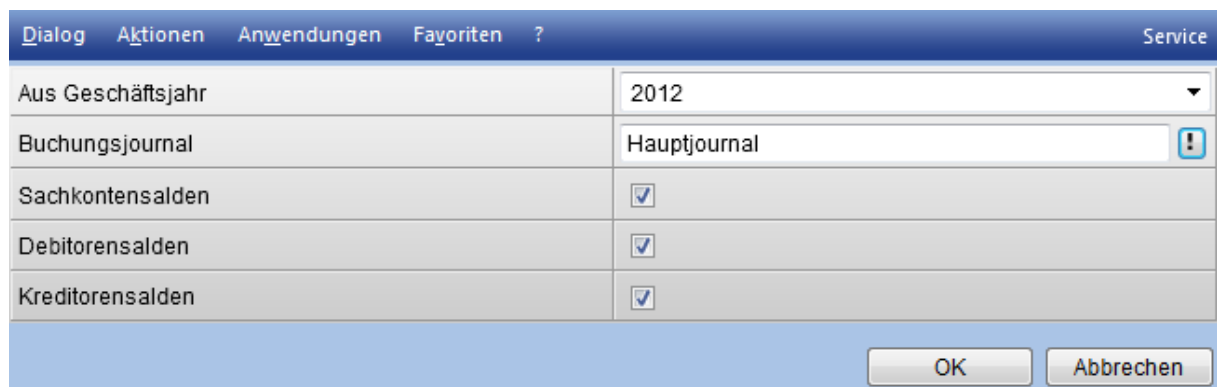 Dialog Aktionen Anwendungen Favoriten ? Service
Aus Geschäftsjahr 2012
Buchungsjournal Hauptjournal !
Sachkontensalden
Debitorensalden
Kreditorensalden
OK Abbrechen